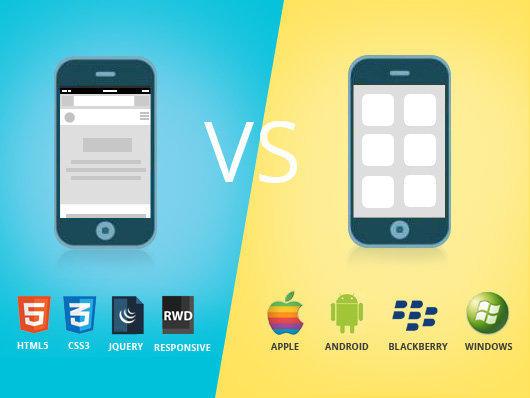 VS
5
3
RWD
HTML5
CSS3
JQUERY
RESPONSIVE
APPLE
ANDROID
BLACKBERRY
WINDOWS